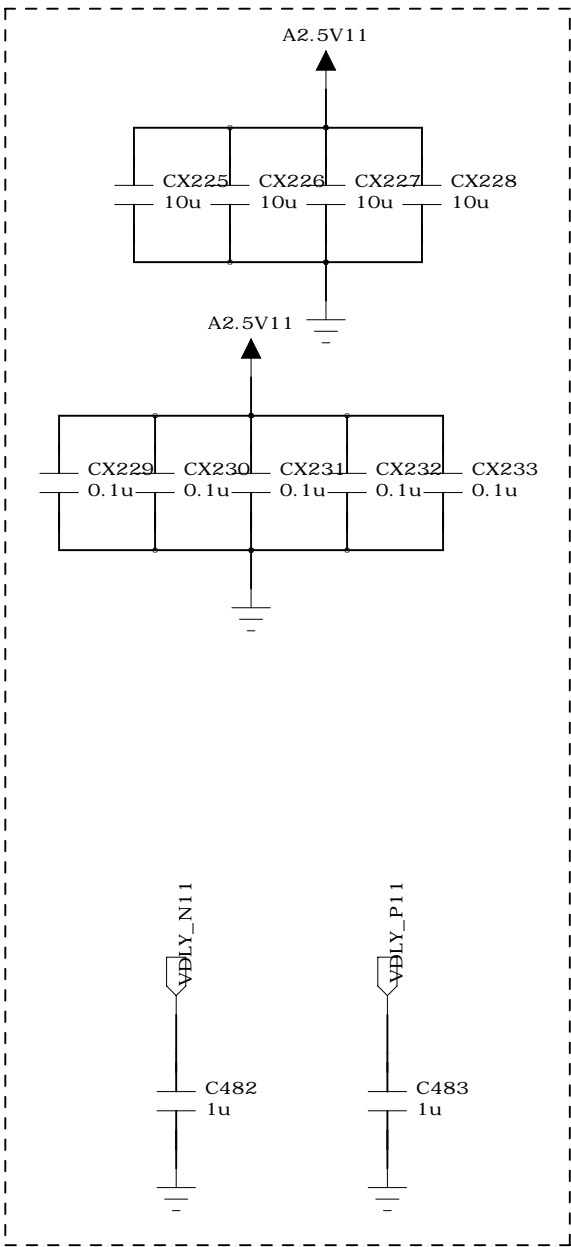 A2.5V11
CX225 CX226 CX227 CX228
10u 10u 10u 10u
A2.5V11
CX229 CX230 CX231 CX232 CX233
0.1u 0.1u 0.1u 0.1u 0.1u
VDLY_N11
VDLY_P11
C482 C483
1u 1u